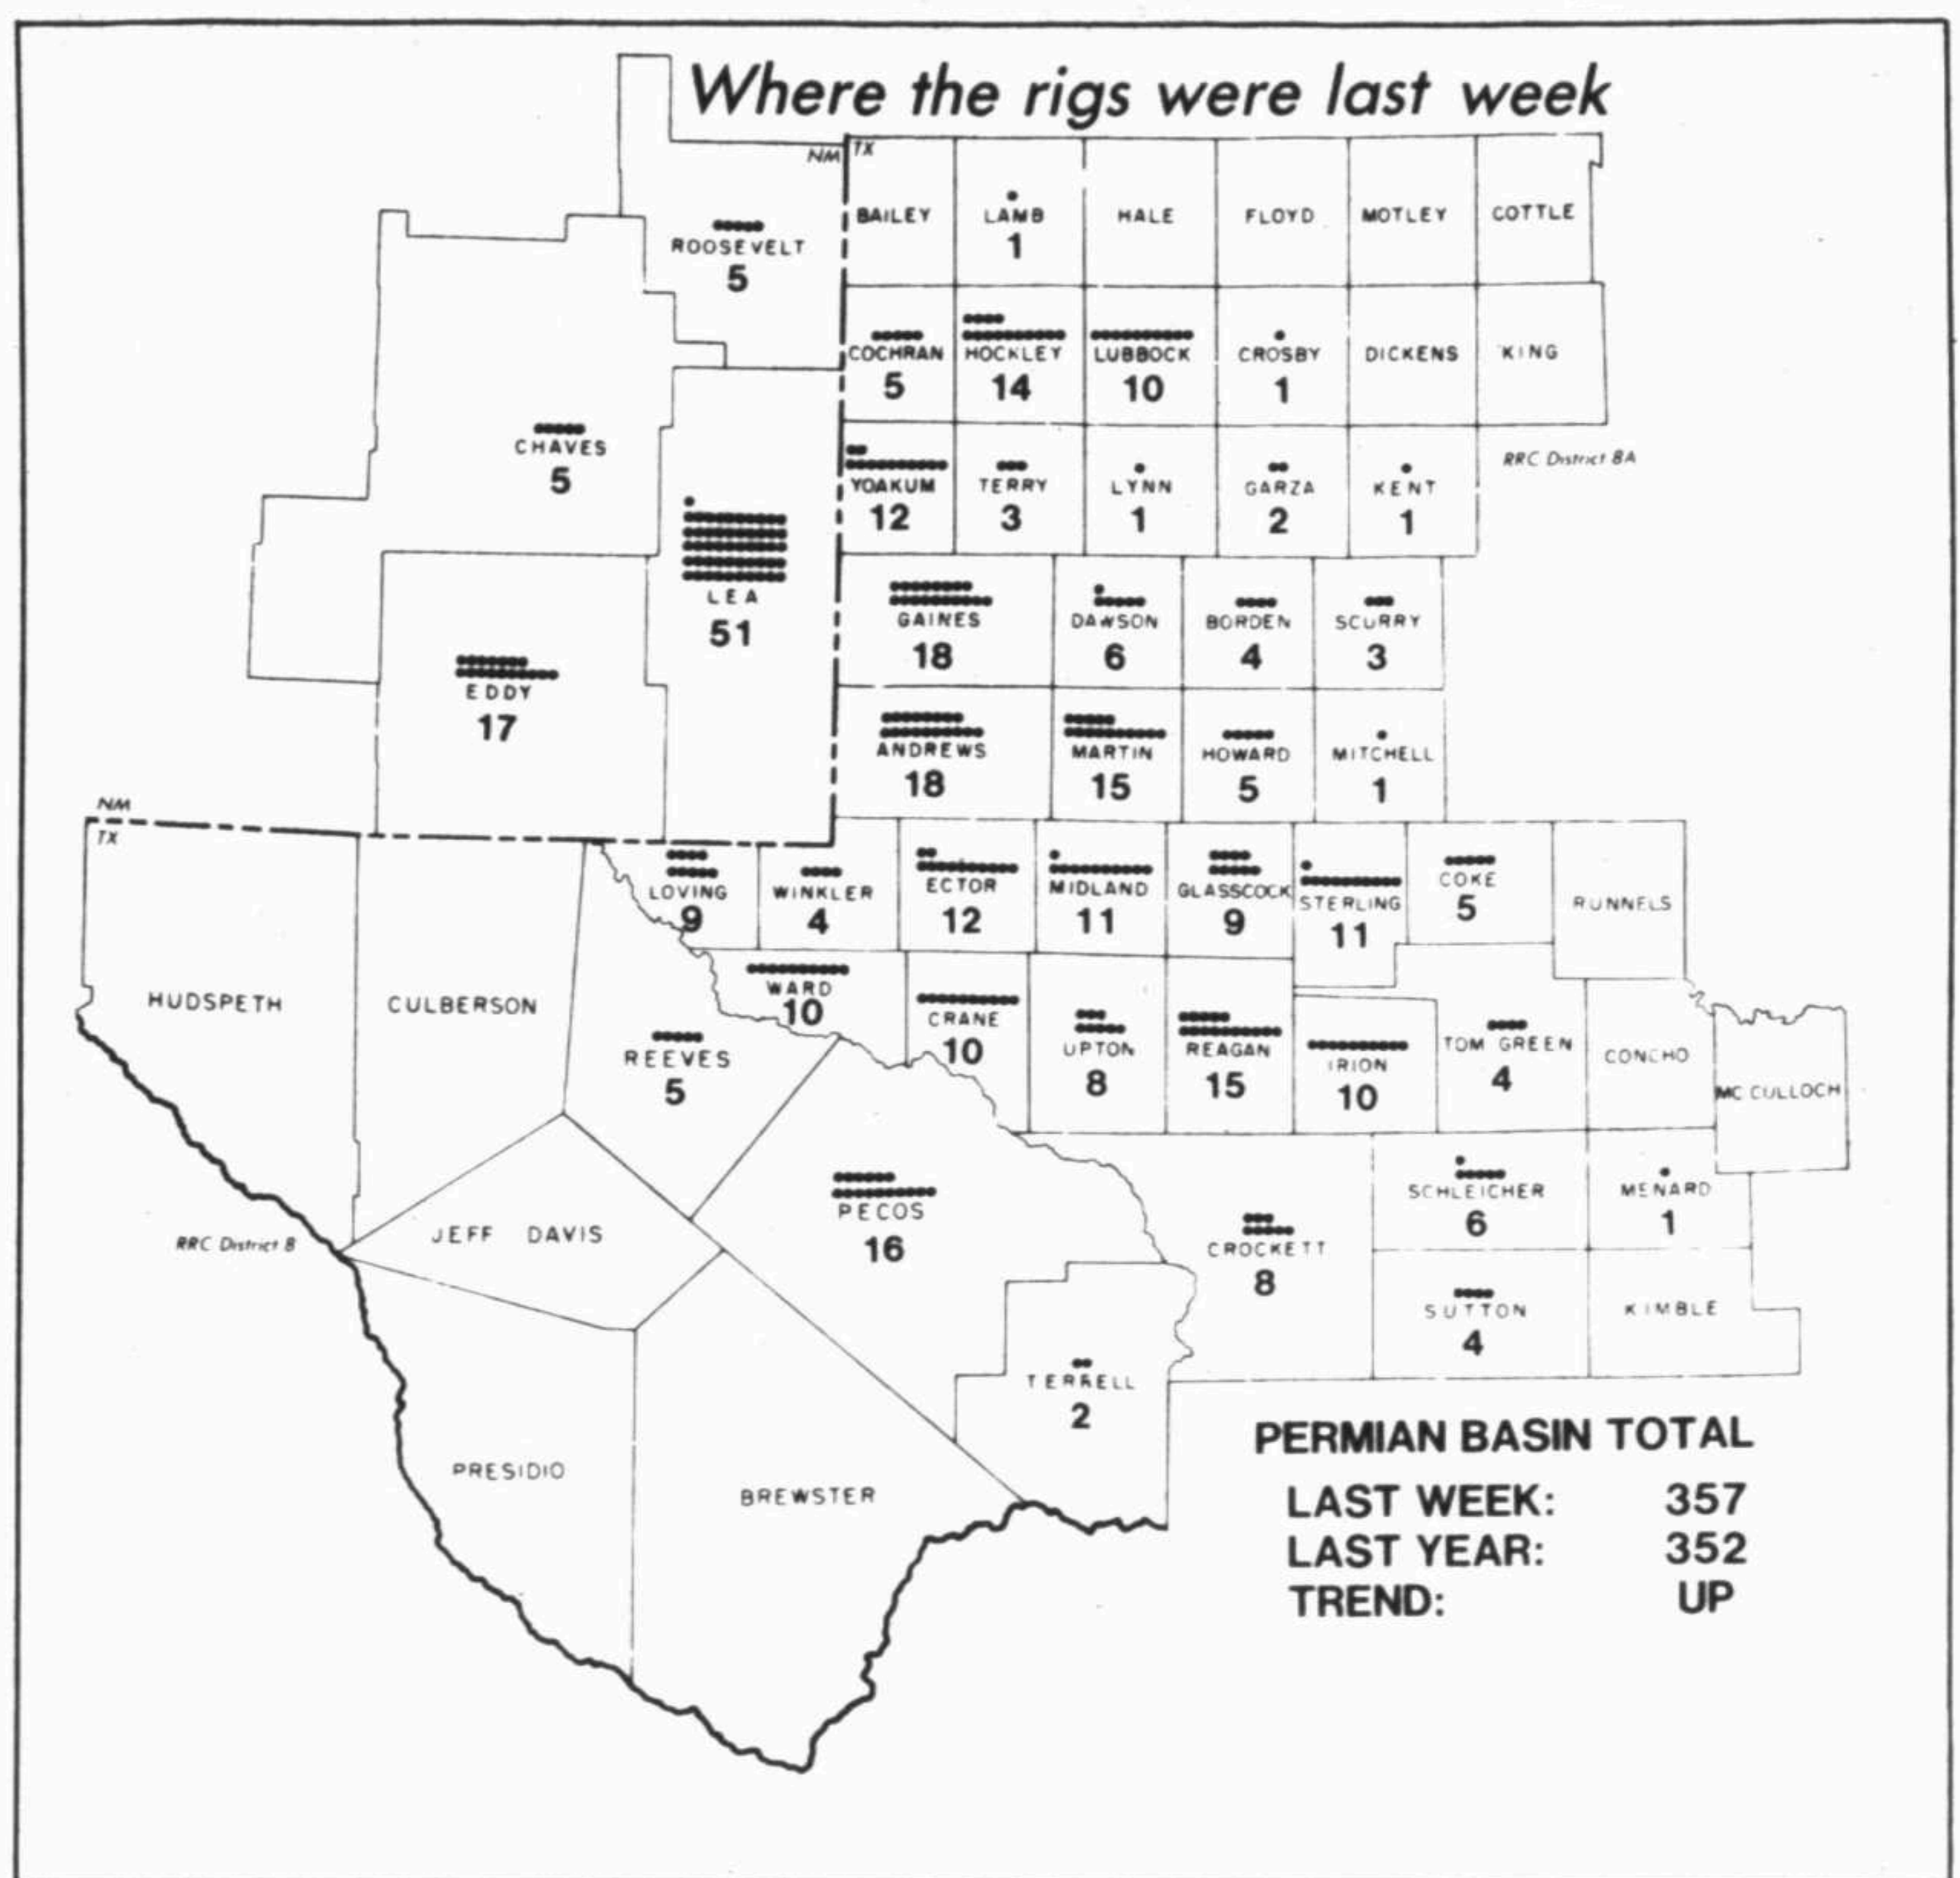 Where the rigs were last week
NM TX
ROOSEVELT
5
BAILEY
LAMB
1
HALE
FLOYD
MOTLEY
COTTLE
COCHRAN
5
HOCKLEY
14
LUBBOCK
10
CROSBY
1
DICKENS
KING
CHAVES
5
YOAKUM
12
TERRY
3
LYNN
1
GARZA
2
KENT
1
RRC District 8A
LEA
51
GAINES
18
DAWSON
6
BORDEN
4
SCURRY
3
EDDY
17
ANDREWS
18
MARTIN
15
HOWARD
5
MITCHELL
1
NM
TX
LOVING
9
WINKLER
4
ECTOR
12
MIDLAND
11
GLASSCOCK
9
STERLING
11
COKE
5
RUNNELS
HUDSPETH
CULBERSON
REEVES
5
WARD
10
CRANE
10
UPTON
8
REAGAN
15
IRION
10
TOM GREEN
4
CONCHO
MC CULLOCH
RRC District 8
JEFF DAVIS
PECOS
16
CROCKETT
8
SCHLEICHER
6
MENARD
1
SUTTON
4
KIMBLE
TERRELL
2
PRESIDIO
BREWSTER
PERMIAN BASIN TOTAL
LAST WEEK: 357
LAST YEAR: 352
TREND: UP